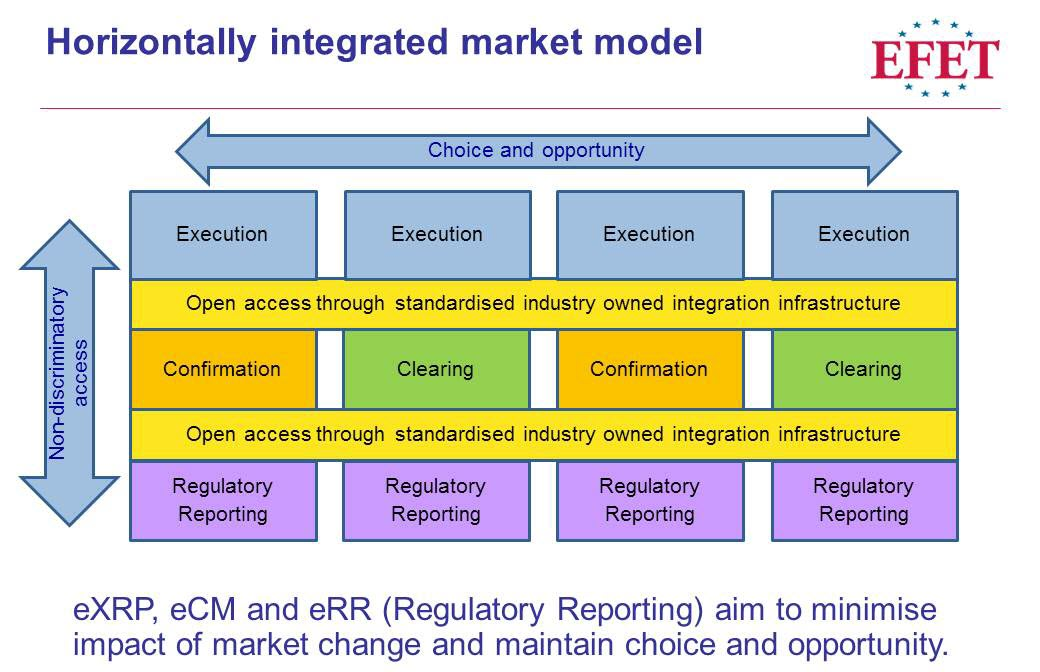 Horizontally integrated market model
EFET
Choice and opportunity
Non-discriminatory
access
Execution
Execution
Execution
Execution
Open access through standardised industry owned integration infrastructure
Confirmation
Clearing
Confirmation
Clearing
Open access through standardised industry owned integration infrastructure
Regulatory
Reporting
Regulatory
Reporting
Regulatory
Reporting
Regulatory
Reporting
eXRP, eCM and eRR (Regulatory Reporting) aim to minimise
impact of market change and maintain choice and opportunity.